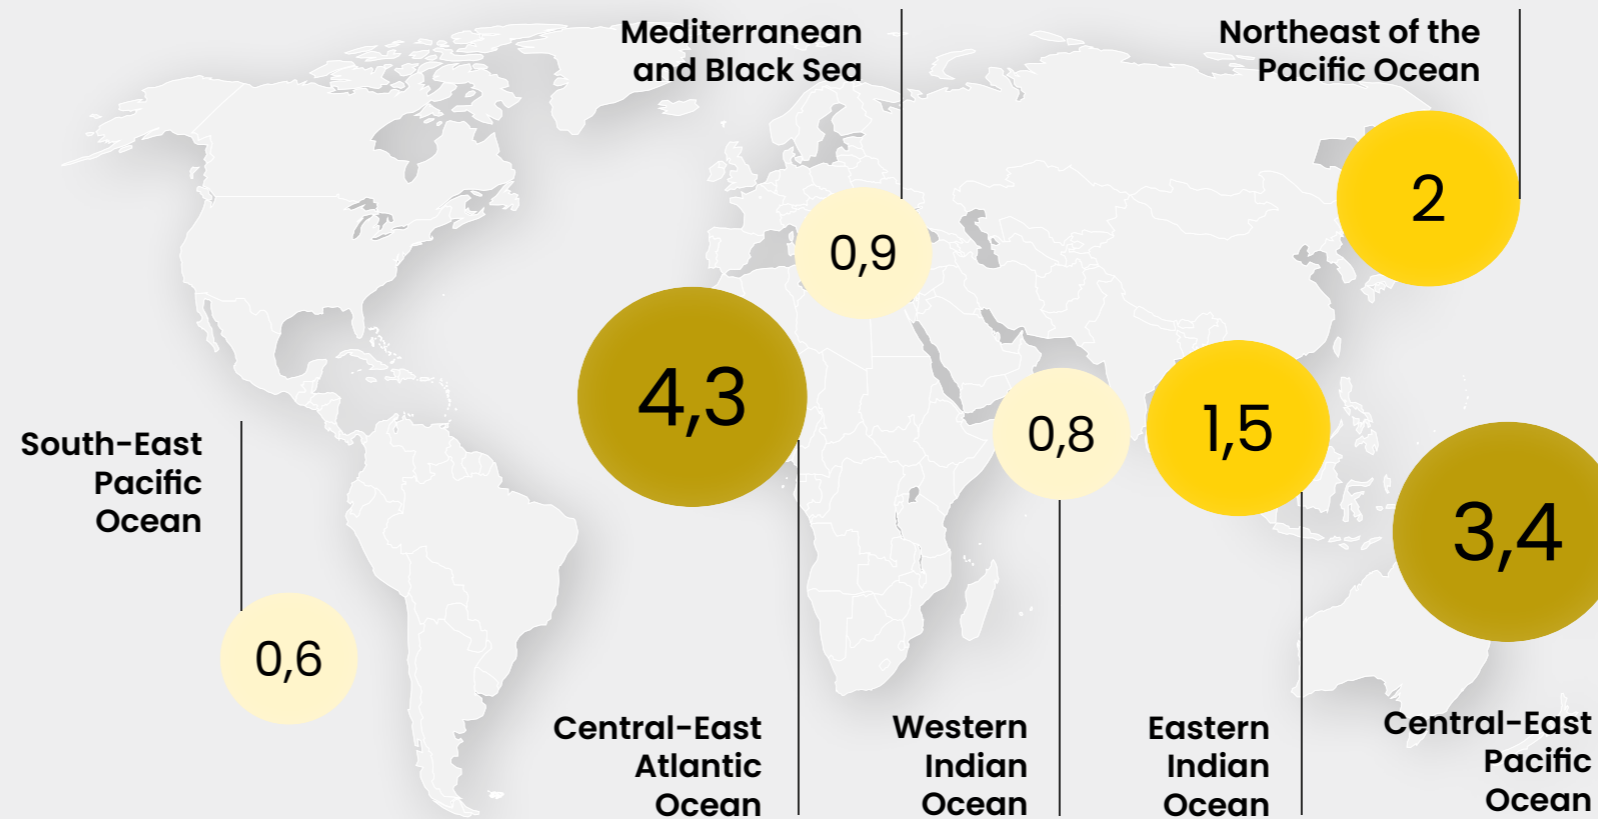 Mediterranean
and Black Sea
Northeast of the
Pacific Ocean
2
0,9
4,3
0,8
1,5
3,4
South-East
Pacific
Ocean
0,6
Central-East
Atlantic
Ocean
Western
Indian
Ocean
Eastern
Indian
Ocean
Central-East
Pacific
Ocean